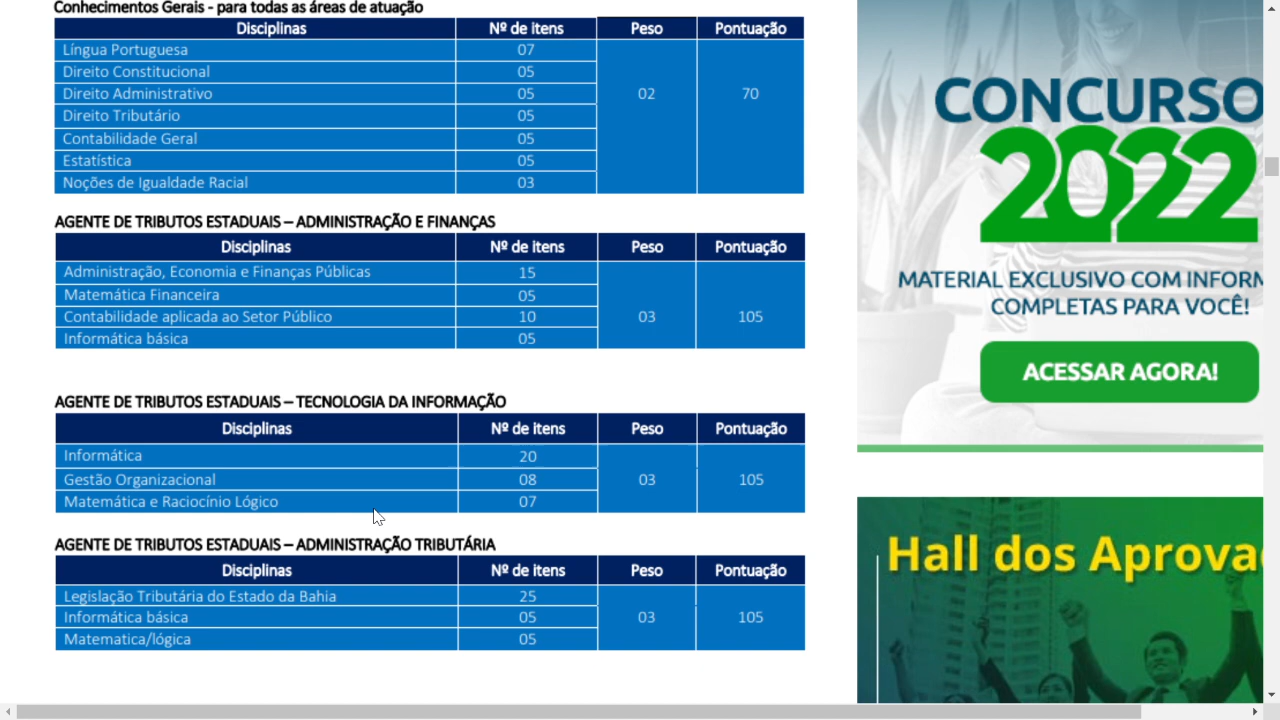 Conhecimentos Gerais - para todas as áreas de atuação
Disciplinas Nº de itens Peso Pontuação
Língua Portuguesa 07
Direito Constitucional 05
Direito Administrativo 05 02 70
Direito Tributário 05
Contabilidade Geral 05
Estatística 05
Noções de Igualdade Racial 03
AGENTE DE TRIBUTOS ESTADUAIS – ADMINISTRAÇÃO E FINANÇAS
Disciplinas Nº de itens Peso Pontuação
Administração, Economia e Finanças Públicas 15
Matemática Financeira 05
Contabilidade aplicada ao Setor Público 10 03 105
Informática básica 05
AGENTE DE TRIBUTOS ESTADUAIS – TECNOLOGIA DA INFORMAÇÃO
Disciplinas Nº de itens Peso Pontuação
Informática 20
Gestão Organizacional 08 03 105
Matemática e Raciocínio Lógico 07
AGENTE DE TRIBUTOS ESTADUAIS – ADMINISTRAÇÃO TRIBUTÁRIA
Disciplinas Nº de itens Peso Pontuação
Legislação Tributária do Estado da Bahia 25
Informática básica 05 03 105
Matematica/lógica 05
CONCURSO
2022
MATERIAL EXCLUSIVO COM INFORM
COMPLETAS PARA VOCÊ!
ACESSAR AGORA!
Hall dos Aprova